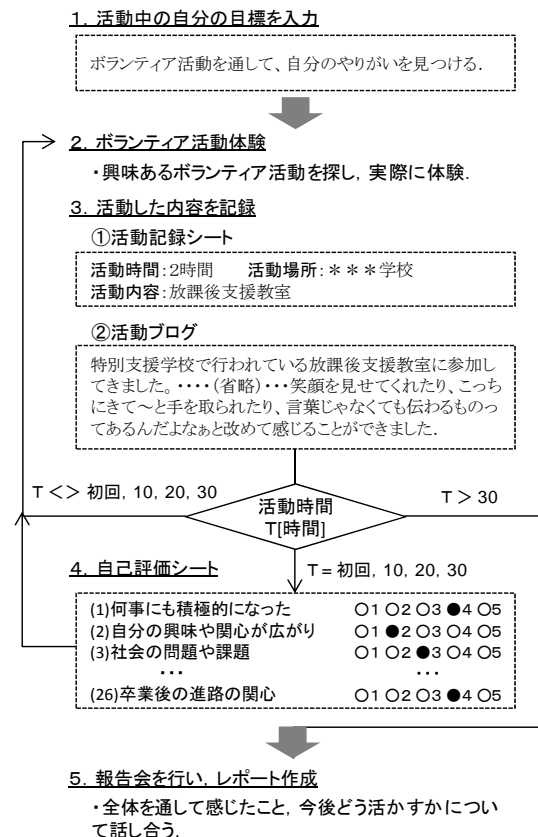 1．活動中の自分の目標を入力
ボランティア活動を通して、自分のやりがいを見つける．
２．ボランティア活動体験
・興味あるボランティア活動を探し，実際に体験．
３．活動した内容を記録
①活動記録シート
活動時間：2時間　活動場所：＊＊＊学校
活動内容：放課後支援教室
②活動ブログ
特別支援学校で行われている放課後支援教室に参加し
てきました。・・・・（省略）・・・笑顔を見せてくれたり、こっち
にきて～と手を取られたり、言葉じゃなくても伝わるものっ
てあるんだよなぁと改めて感じることができました．
T ＜＞ 初回，10，20，30
活動時間
T[時間]
T ＞ 30
４．自己評価シート
T＝初回，10，20，30
(1)何事にも積極的になった　○1 ○2 ○3 ●4 ○5
(2)自分の興味や関心が広がり　○1 ●2 ○3 ○4 ○5
(3)社会の問題や課題　○1 ○2 ●3 ○4 ○5
…　…
(26)卒業後の進路の関心　○1 ○2 ○3 ●4 ○5
５．報告会を行い，レポート作成
・全体を通して感じたこと，今後どう活かすかについ
て話し合う．